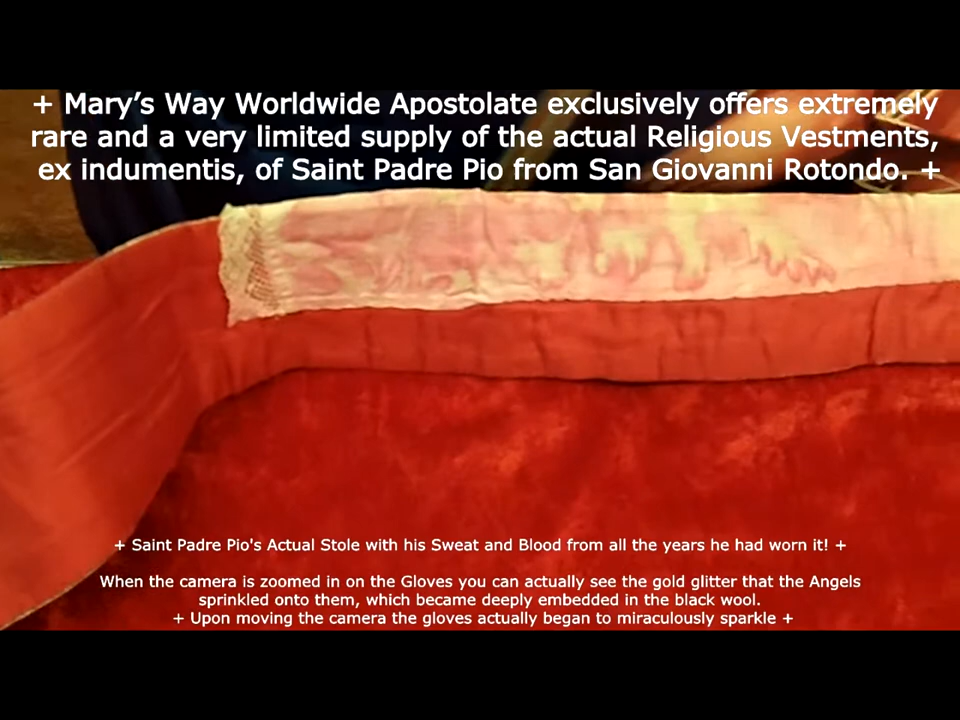 + Mary’s Way Worldwide Apostolate exclusively offers extremely
rare and a very limited supply of the actual Religious Vestments,
ex indumentis, of Saint Padre Pio from San Giovanni Rotondo. +
+ Saint Padre Pio's Actual Stole with his Sweat and Blood from all the years he had worn it! +
When the camera is zoomed in on the Gloves you can actually see the gold glitter that the Angels
sprinkled onto them, which became deeply embedded in the black wool.
+ Upon moving the camera the gloves actually began to miraculously sparkle +